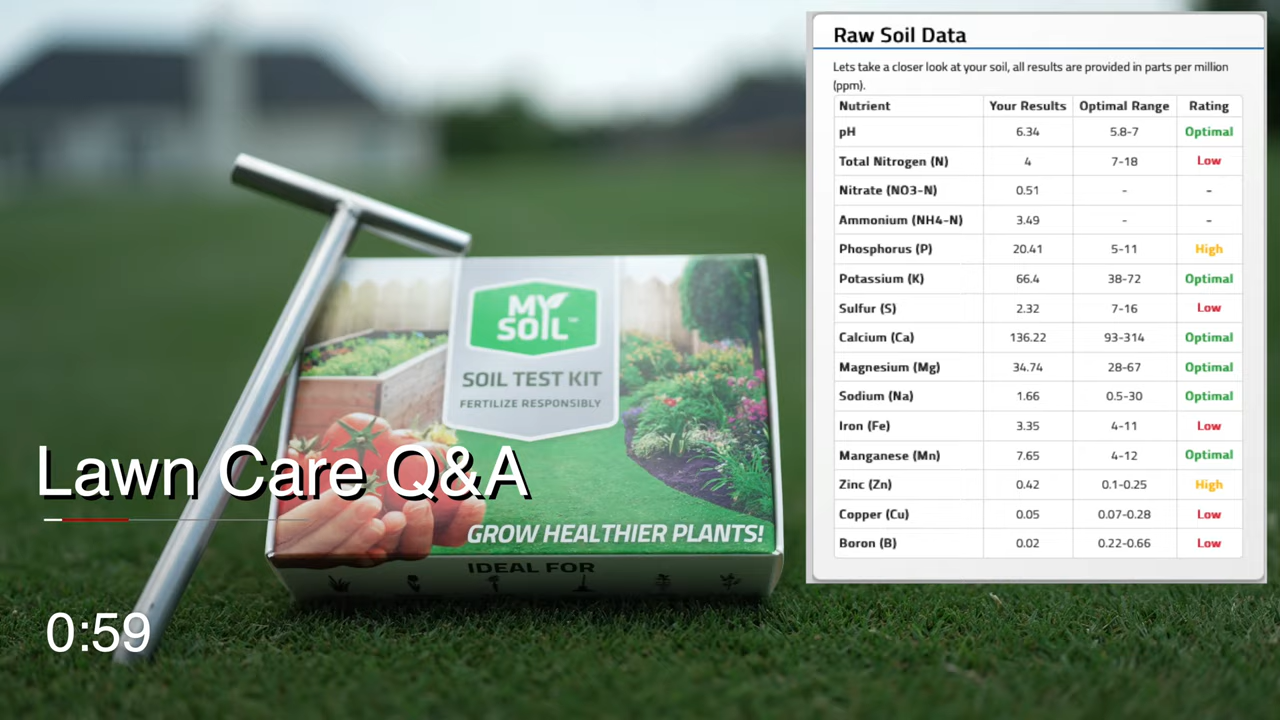 MY
SOIL™
SOIL TEST KIT
FERTILIZE RESPONSIBLY
GROW HEALTHIER PLANTS!
IDEAL FOR
Lawn Care Q&A
0:59
Raw Soil Data
Lets take a closer look at your soil, all results are provided in parts per million
(ppm).
Nutrient Your Results Optimal Range Rating
pH 6.34 5.8-7 Optimal
Total Nitrogen (N) 4 7-18 Low
Nitrate (NO3-N) 0.51 - -
Ammonium (NH4-N) 3.49 - -
Phosphorus (P) 20.41 5-11 High
Potassium (K) 66.4 38-72 Optimal
Sulfur (S) 2.32 7-16 Low
Calcium (Ca) 136.22 93-314 Optimal
Magnesium (Mg) 34.74 28-67 Optimal
Sodium (Na) 1.66 0.5-30 Optimal
Iron (Fe) 3.35 4-11 Low
Manganese (Mn) 7.65 4-12 Optimal
Zinc (Zn) 0.42 0.1-0.25 High
Copper (Cu) 0.05 0.07-0.28 Low
Boron (B) 0.02 0.22-0.66 Low